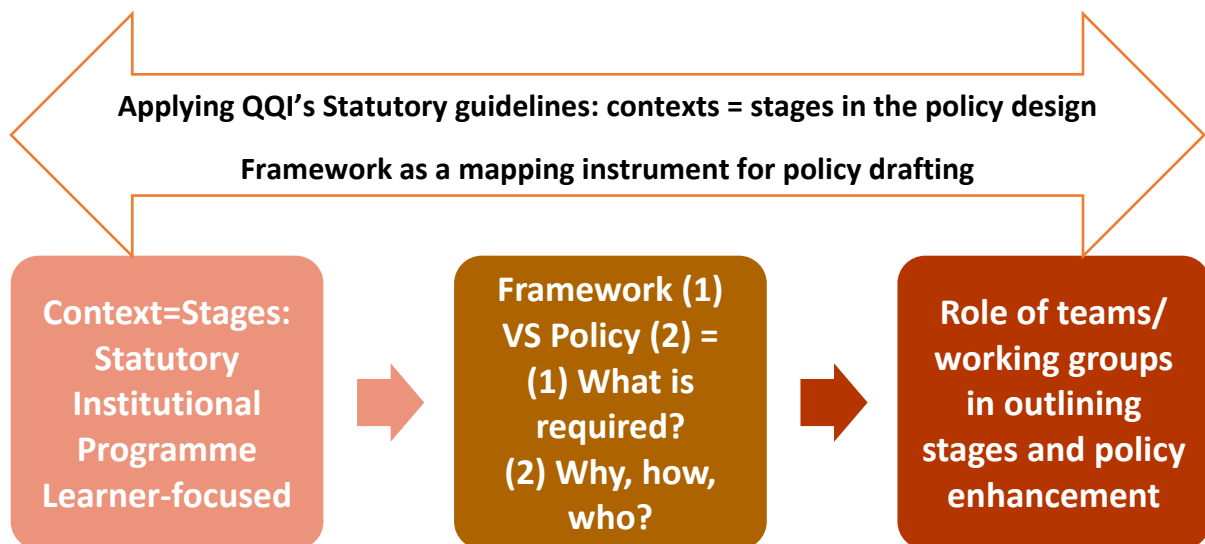 Applying QQI’s Statutory guidelines: contexts = stages in the policy design
Framework as a mapping instrument for policy drafting
Context=Stages:
Statutory
Institutional
Programme
Learner-focused
Framework (1)
VS Policy (2) =
(1) What is
required?
(2) Why, how,
who?
Role of teams/
working groups
in outlining
stages and policy
enhancement